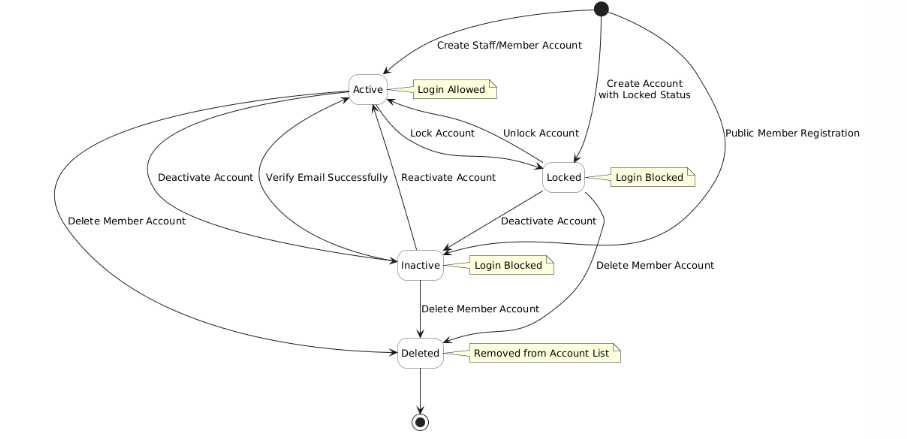 Create Staff/Member Account
Active
Login Allowed
Create Account
with Locked Status
Lock Account
Unlock Account
Public Member Registration
Deactivate Account
Verify Email Successfully
Reactivate Account
Locked
Login Blocked
Delete Member Account
Deactivate Account
Inactive
Login Blocked
Delete Member Account
Delete Member Account
Deleted
Removed from Account List